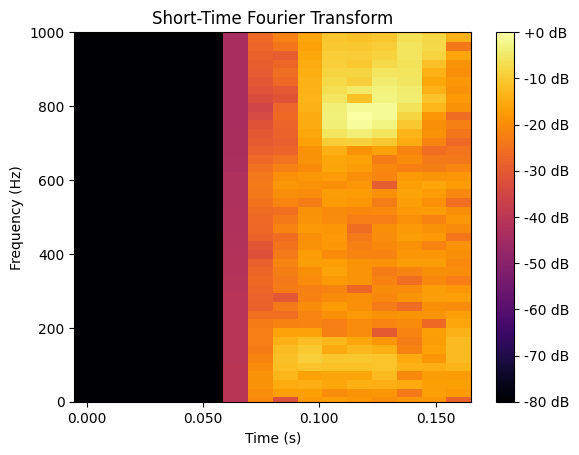 Short-Time Fourier Transform
1000
800
600
400
200
0
Frequency (Hz)
0.000
0.050
0.100
0.150
Time (s)
+0 dB
-10 dB
-20 dB
-30 dB
-40 dB
-50 dB
-60 dB
-70 dB
-80 dB